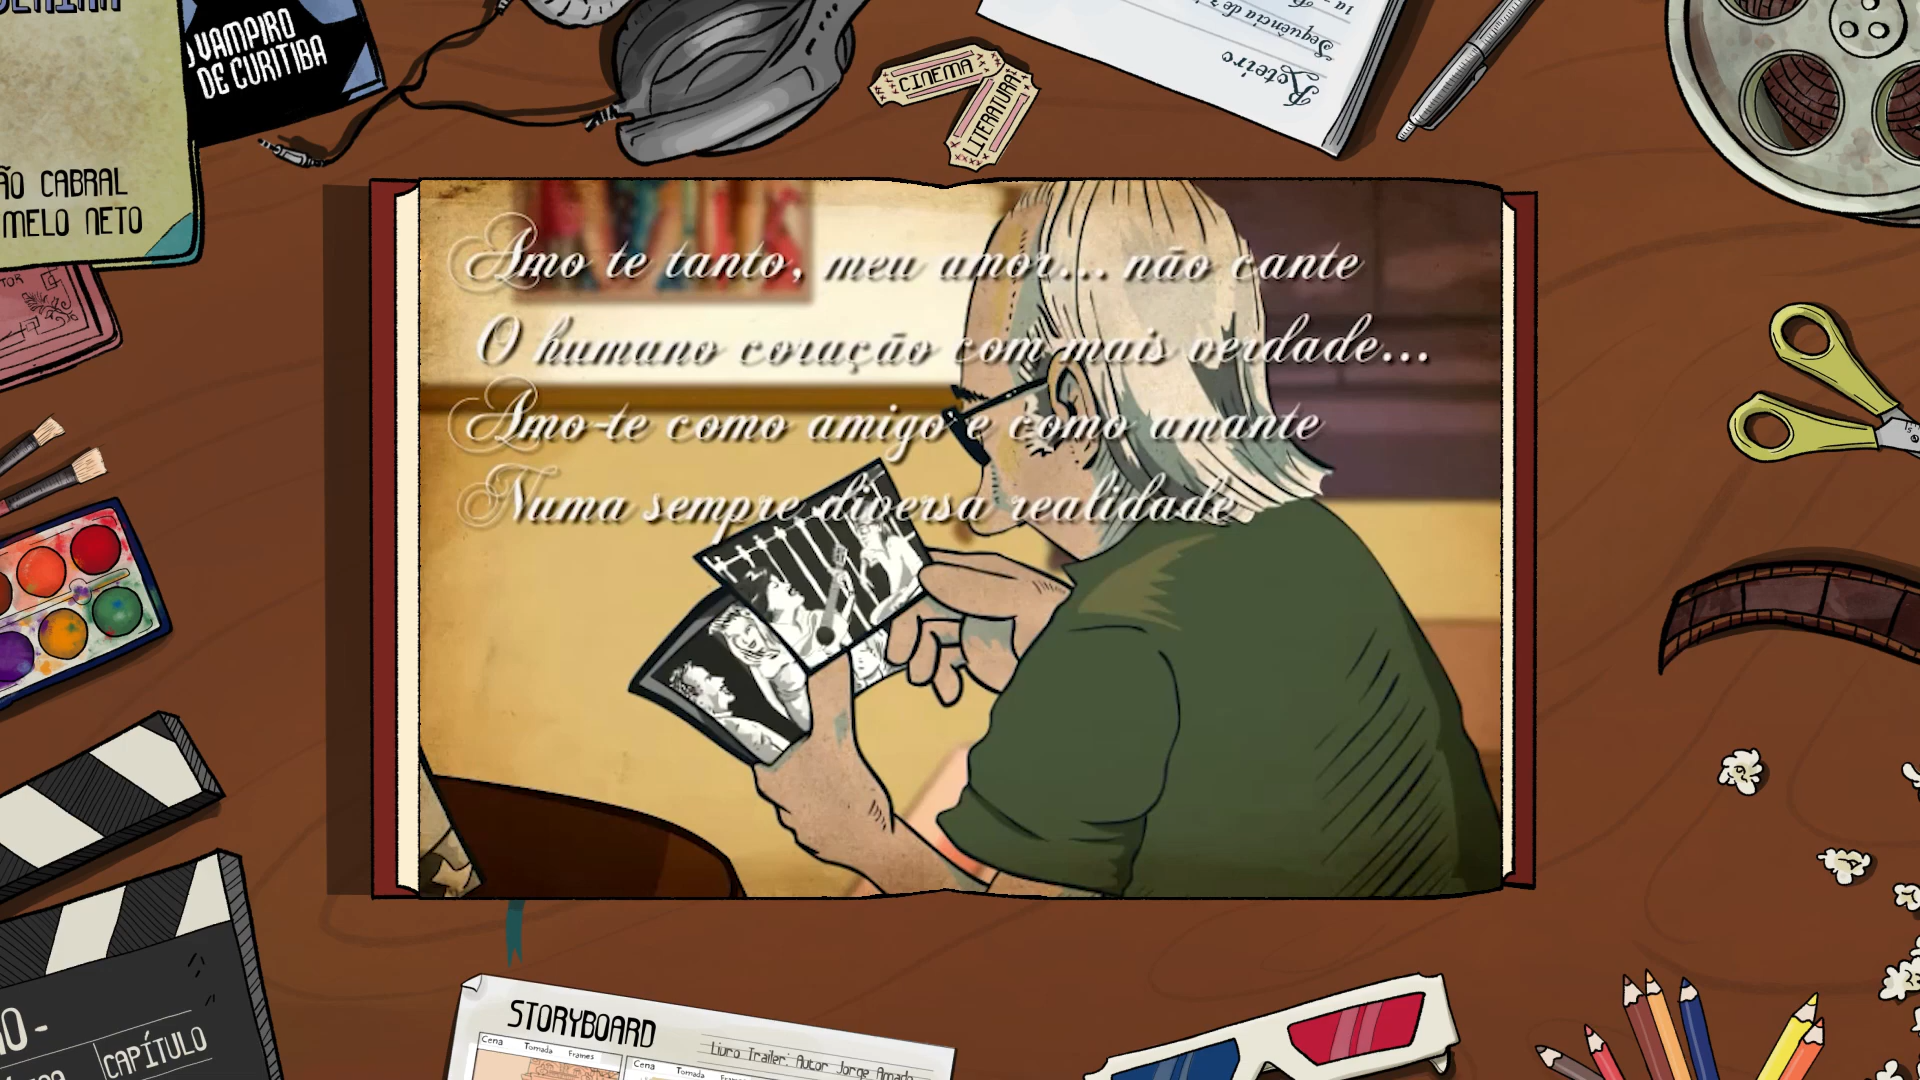 VAMPIRO
DE CURITIBA
CABRAL
MELO NETO
CINEMA
LITERATURA
Roteiro
Sequência de
Amo te tanto, meu amor... não cante
O humano coração com mais verdade...
Amo-te como amigo e como amante
Numa sempre diversa realidade
CAPÍTULO
STORYBOARD
Livro Trailer: Autor Jorge Amado
Cena Tomada Frames
Cena Tomada